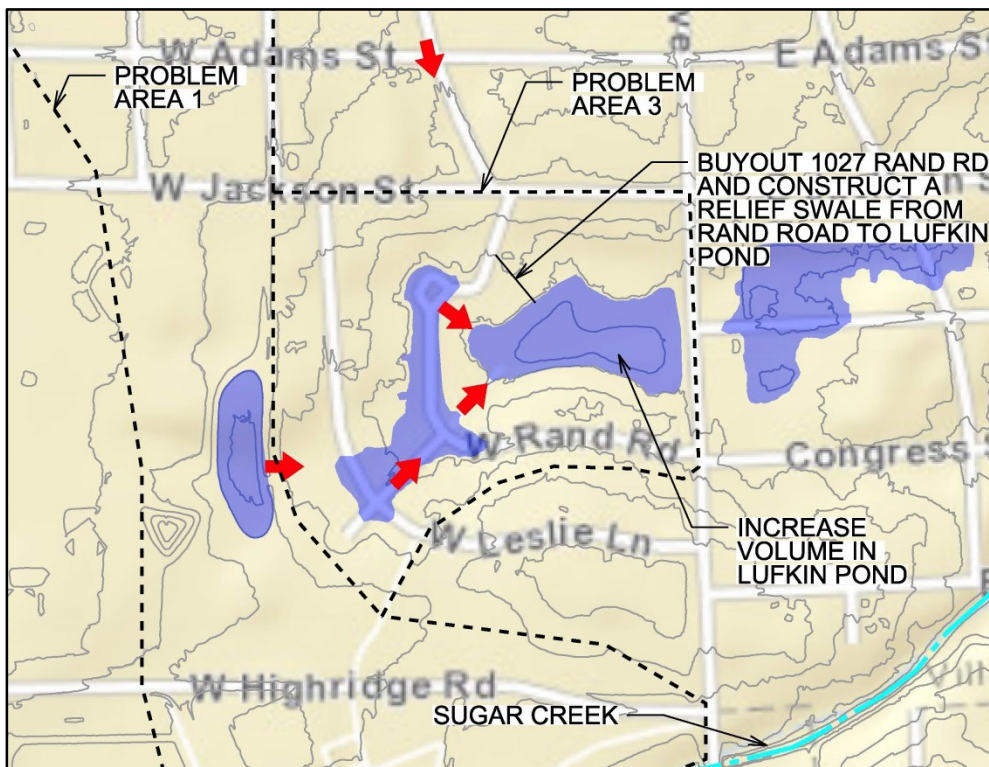 W Adams St
E Adams St
ve
PROBLEM
AREA 1
PROBLEM
AREA 3
W Jackson St
BUYOUT 1027 RAND RD
AND CONSTRUCT A
RELIEF SWALE FROM
RAND ROAD TO LUFKIN
POND
n S
W Rand Rd
Congress S
W Leslie Ln
INCREASE
VOLUME IN
LUFKIN POND
W Highridge Rd
SUGAR CREEK
Vill